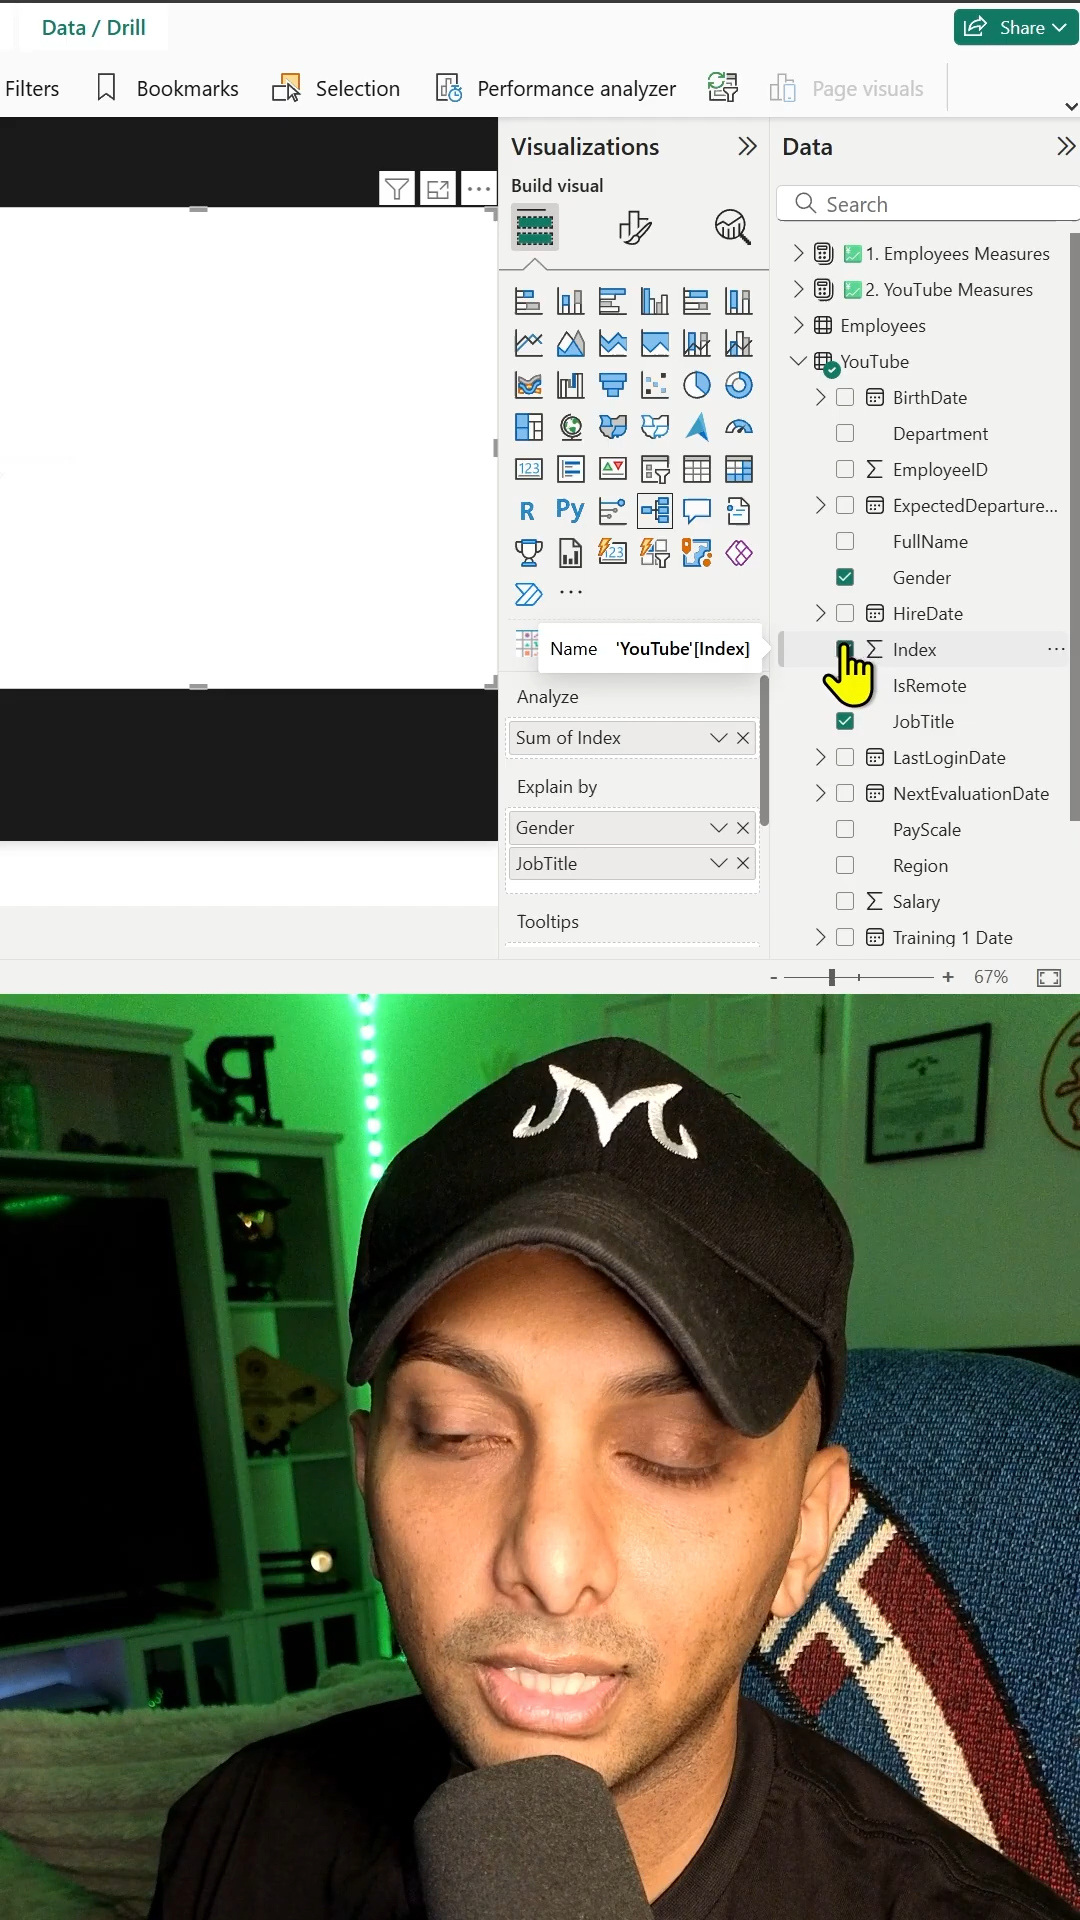 Data / Drill
Share
Filters
Bookmarks
Selection
Performance analyzer
Page visuals
Visualizations
Build visual
Data
Search
1. Employees Measures
2. YouTube Measures
Employees
YouTube
BirthDate
Department
EmployeeID
ExpectedDeparture...
FullName
Gender
HireDate
Index
IsRemote
JobTitle
LastLoginDate
NextEvaluationDate
PayScale
Region
Salary
Training 1 Date
123
R
Py
123
Name 'YouTube'[Index]
Analyze
Sum of Index
Explain by
Gender
JobTitle
Tooltips
- + 67%
M